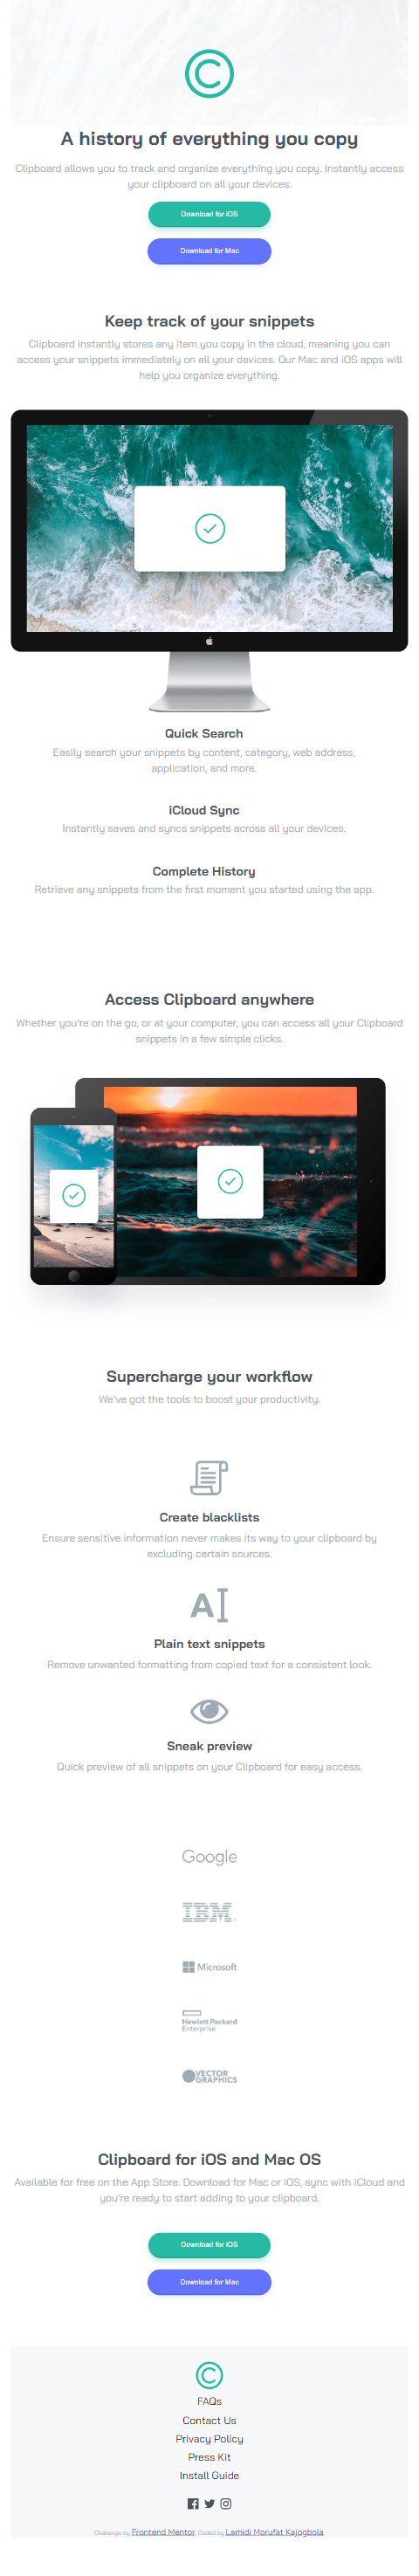 A history of everything you copy
Clipboard allows you to track and organize everything you copy. Instantly access
your clipboard on all your devices.
Download for iOS
Download for Mac
Keep track of your snippets
Clipboard instantly stores any item you copy in the cloud, meaning you can
access your snippets immediately on all your devices. Our Mac and iOS apps will
help you organize everything.
Quick Search
Easily search your snippets by content, category, web address,
application, and more.
iCloud Sync
Instantly saves and syncs snippets across all your devices.
Complete History
Retrieve any snippets from the first moment you started using the app.
Access Clipboard anywhere
Whether you're on the go, or at your computer, you can access all your Clipboard
snippets in a few simple clicks.
Supercharge your workflow
We've got the tools to boost your productivity.
Create blacklists
Ensure sensitive information never makes its way to your clipboard by
excluding certain sources.
Plain text snippets
Remove unwanted formatting from copied text for a consistent look.
Sneak preview
Quick preview of all snippets on your Clipboard for easy access.
Google
IBM
Microsoft
Hewlett Packard
Enterprise
VECTOR
GRAPHICS
Clipboard for iOS and Mac OS
Available for free on the App Store. Download for Mac or iOS, sync with iCloud and
you're ready to start adding to your clipboard.
Download for iOS
Download for Mac
FAQs
Contact Us
Privacy Policy
Press Kit
Install Guide
Challenge by Frontend Mentor. Coded by Lamidi Morufat Kajogbola.